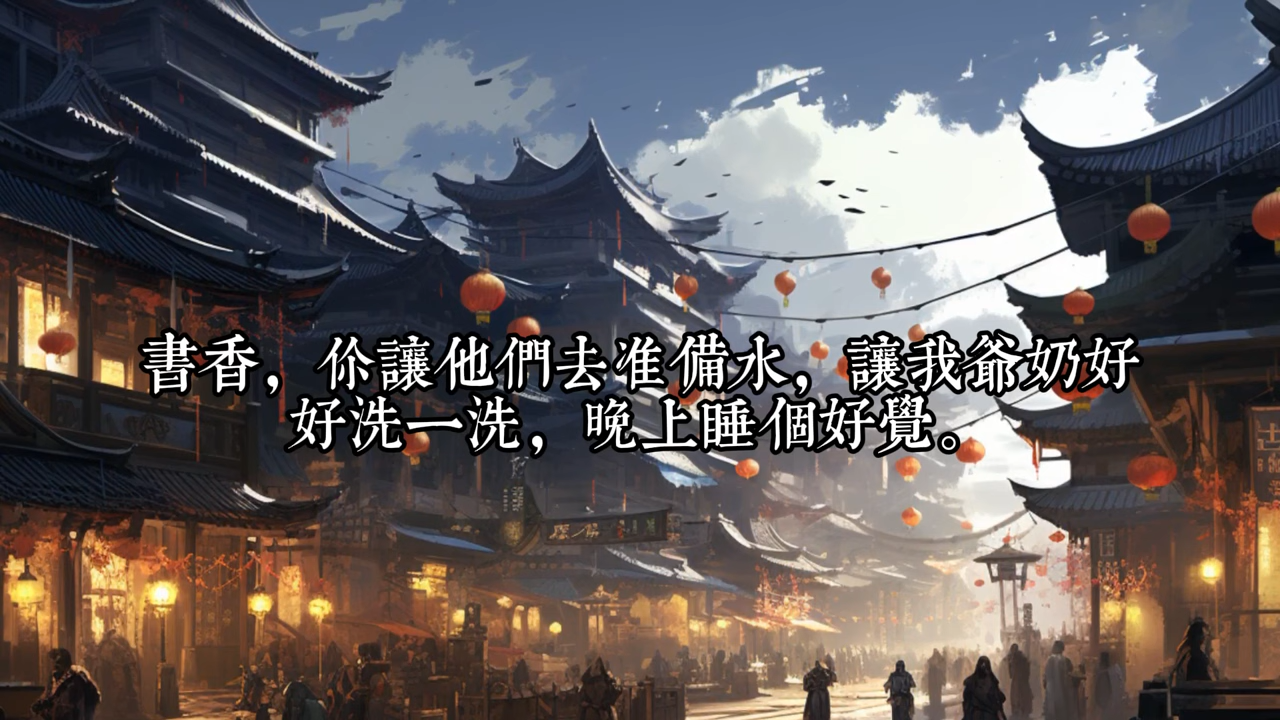 書香，你讓他們去准備水，讓我爺奶好
好洗一洗，晚上睡個好覺。